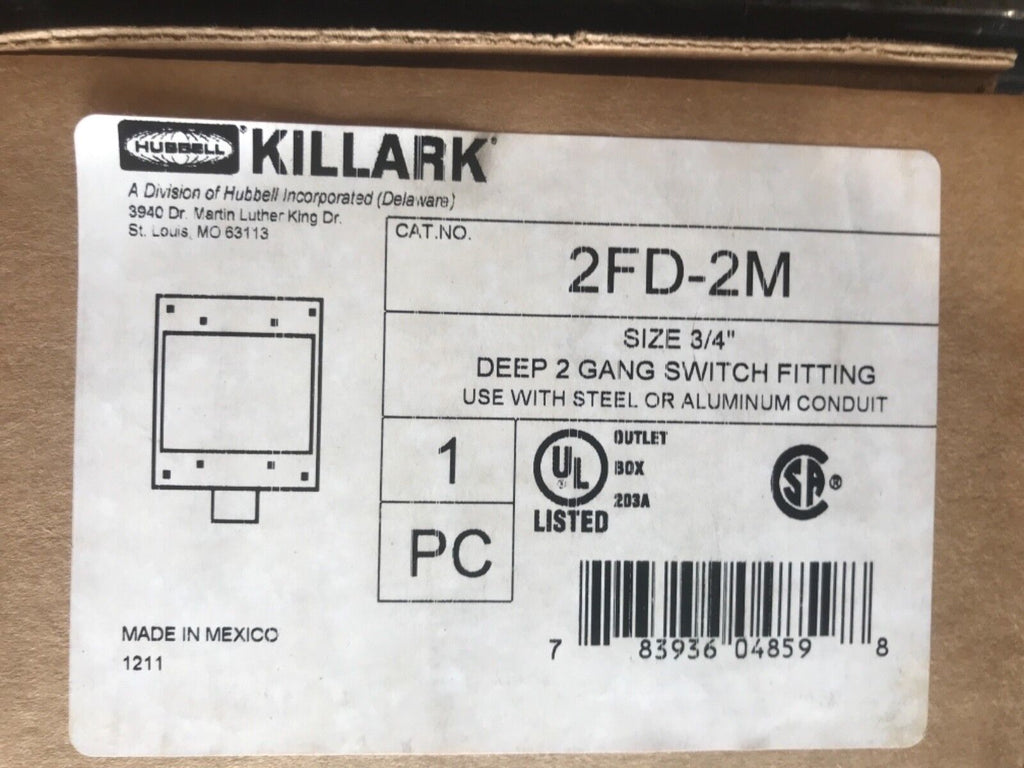 HUBBELL® KILLARK®
A Division of Hubbell Incorporated (Delaware)
3940 Dr. Martin Luther King Dr.
St. Louis, MO 63113
CAT.NO.
2FD-2M
SIZE 3/4"
DEEP 2 GANG SWITCH FITTING
USE WITH STEEL OR ALUMINUM CONDUIT
1
PC
UL®
LISTED
OUTLET
BOX
203A
SA®
MADE IN MEXICO
1211
7 83936 04859 8